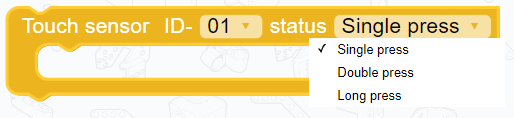 Touch sensor ID- 01 status Single press
Single press
Double press
Long press